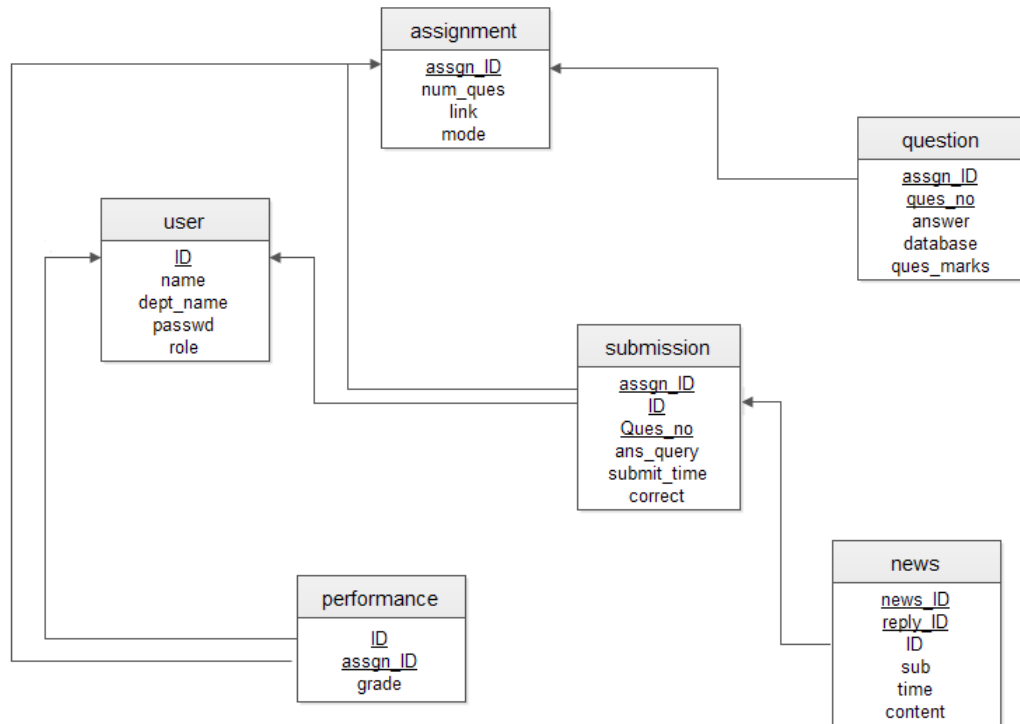 assignment
assgn_ID
num_ques
link
mode
question
assgn_ID
ques_no
answer
database
ques_marks
user
ID
name
dept_name
passwd
role
submission
assgn_ID
ID
Ques_no
ans_query
submit_time
correct
news
news_ID
reply_ID
ID
sub
time
content
performance
ID
assgn_ID
grade